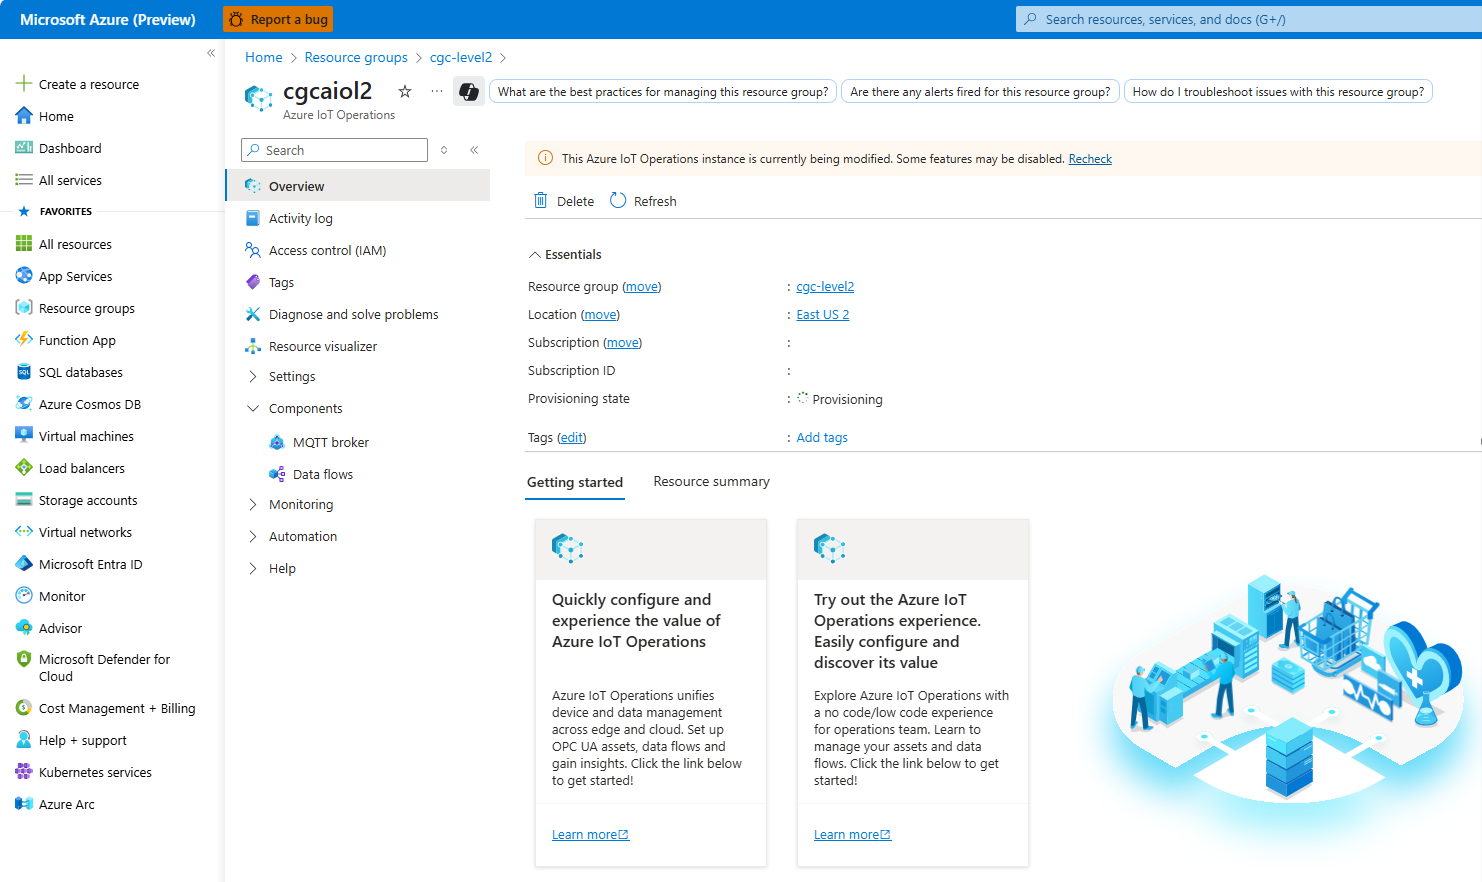 Microsoft Azure (Preview)
Report a bug
Search resources, services, and docs (G+/)
Create a resource
Home
Dashboard
All services
FAVORITES
All resources
App Services
Resource groups
Function App
SQL databases
Azure Cosmos DB
Virtual machines
Load balancers
Storage accounts
Virtual networks
Microsoft Entra ID
Monitor
Advisor
Microsoft Defender for
Cloud
Cost Management + Billing
Help + support
Kubernetes services
Azure Arc
Home > Resource groups > cgc-level2 >
cgcaiol2
Azure IoT Operations
What are the best practices for managing this resource group?
Are there any alerts fired for this resource group?
How do I troubleshoot issues with this resource group?
Search
Overview
Activity log
Access control (IAM)
Tags
Diagnose and solve problems
Resource visualizer
Settings
Components
MQTT broker
Data flows
Monitoring
Automation
Help
This Azure IoT Operations instance is currently being modified. Some features may be disabled. Recheck
Delete
Refresh
Essentials
Resource group (move) : cgc-level2
Location (move) : East US 2
Subscription (move) :
Subscription ID :
Provisioning state : Provisioning
Tags (edit) : Add tags
Getting started
Resource summary
Quickly configure and
experience the value of
Azure IoT Operations
Azure IoT Operations unifies
device and data management
across edge and cloud. Set up
OPC UA assets, data flows and
gain insights. Click the link below
to get started!
Learn more
Try out the Azure IoT
Operations experience.
Easily configure and
discover its value
Explore Azure IoT Operations with
a no code/low code experience
for operations team. Learn to
manage your assets and data
flows. Click the link below to get
started!
Learn more